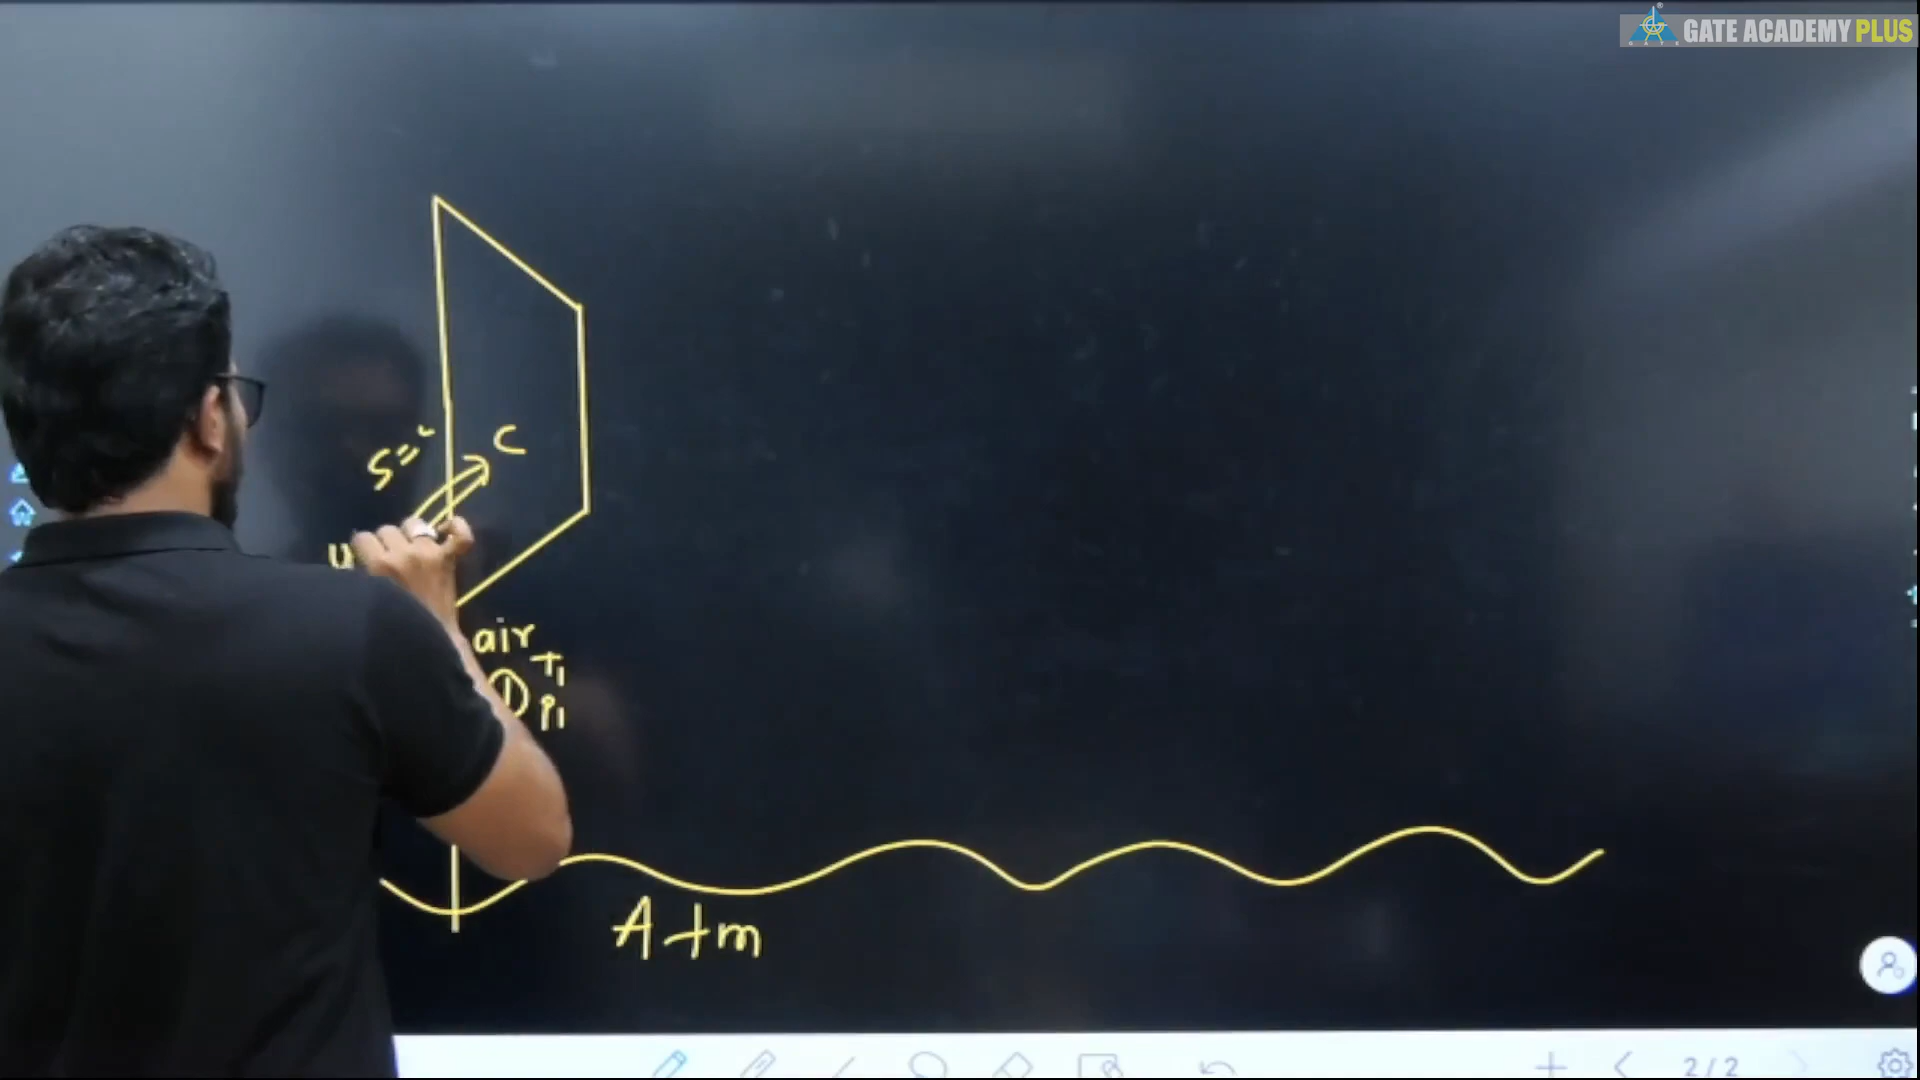 GATE ACADEMY PLUS
S=c
C
air
T1
① P1
Atm
2/2